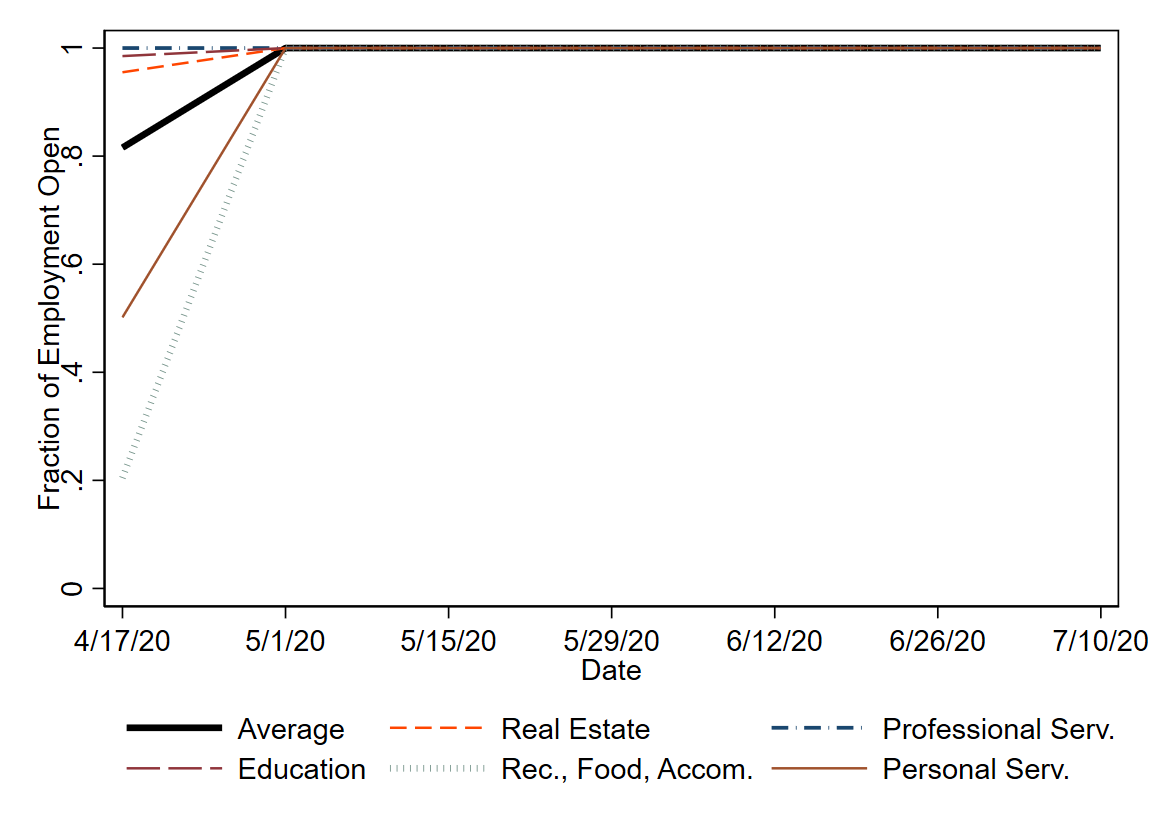 Fraction of Employment Open
1
.8
.6
.4
.2
0
4/17/20 5/1/20 5/15/20 5/29/20 6/12/20 6/26/20 7/10/20
Date
Average Real Estate Professional Serv.
Education Rec., Food, Accom. Personal Serv.